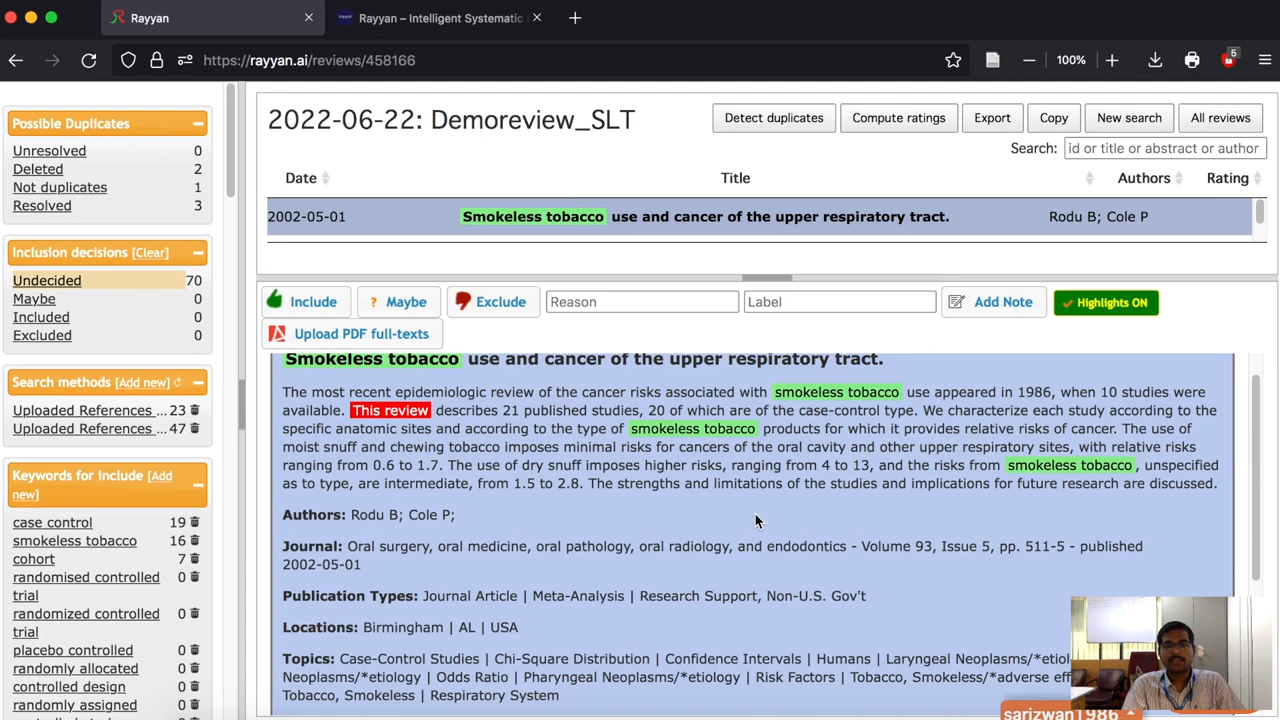 Rayyan
Rayyan – Intelligent Systematic
https://rayyan.ai/reviews/458166
100%
5
Possible Duplicates
Unresolved 0
Deleted 2
Not duplicates 1
Resolved 3
Inclusion decisions [Clear]
Undecided 70
Maybe 0
Included 0
Excluded 0
Search methods [Add new]
Uploaded References ... 23
Uploaded References ... 47
Keywords for include [Add
new]
case control 19
smokeless tobacco 16
cohort 7
randomised controlled 0
trial
randomized controlled 0
trial
placebo controlled 0
randomly allocated 0
controlled design 0
randomly assigned 0
2022-06-22: Demoreview_SLT
Detect duplicates Compute ratings Export Copy New search All reviews
Search: id or title or abstract or author
Date Title Authors Rating
2002-05-01 Smokeless tobacco use and cancer of the upper respiratory tract. Rodu B; Cole P
Include ? Maybe Exclude Reason Label Add Note Highlights ON
Upload PDF full-texts
Smokeless tobacco use and cancer of the upper respiratory tract.
The most recent epidemiologic review of the cancer risks associated with smokeless tobacco use appeared in 1986, when 10 studies were
available. This review describes 21 published studies, 20 of which are of the case-control type. We characterize each study according to the
specific anatomic sites and according to the type of smokeless tobacco products for which it provides relative risks of cancer. The use of
moist snuff and chewing tobacco imposes minimal risks for cancers of the oral cavity and other upper respiratory sites, with relative risks
ranging from 0.6 to 1.7. The use of dry snuff imposes higher risks, ranging from 4 to 13, and the risks from smokeless tobacco, unspecified
as to type, are intermediate, from 1.5 to 2.8. The strengths and limitations of the studies and implications for future research are discussed.
Authors: Rodu B; Cole P;
Journal: Oral surgery, oral medicine, oral pathology, oral radiology, and endodontics - Volume 93, Issue 5, pp. 511-5 - published
2002-05-01
Publication Types: Journal Article | Meta-Analysis | Research Support, Non-U.S. Gov't
Locations: Birmingham | AL | USA
Topics: Case-Control Studies | Chi-Square Distribution | Confidence Intervals | Humans | Laryngeal Neoplasms/*etiol
Neoplasms/*etiology | Odds Ratio | Pharyngeal Neoplasms/*etiology | Risk Factors | Tobacco, Smokeless/*adverse eff
Tobacco, Smokeless | Respiratory System
sarizwan1986